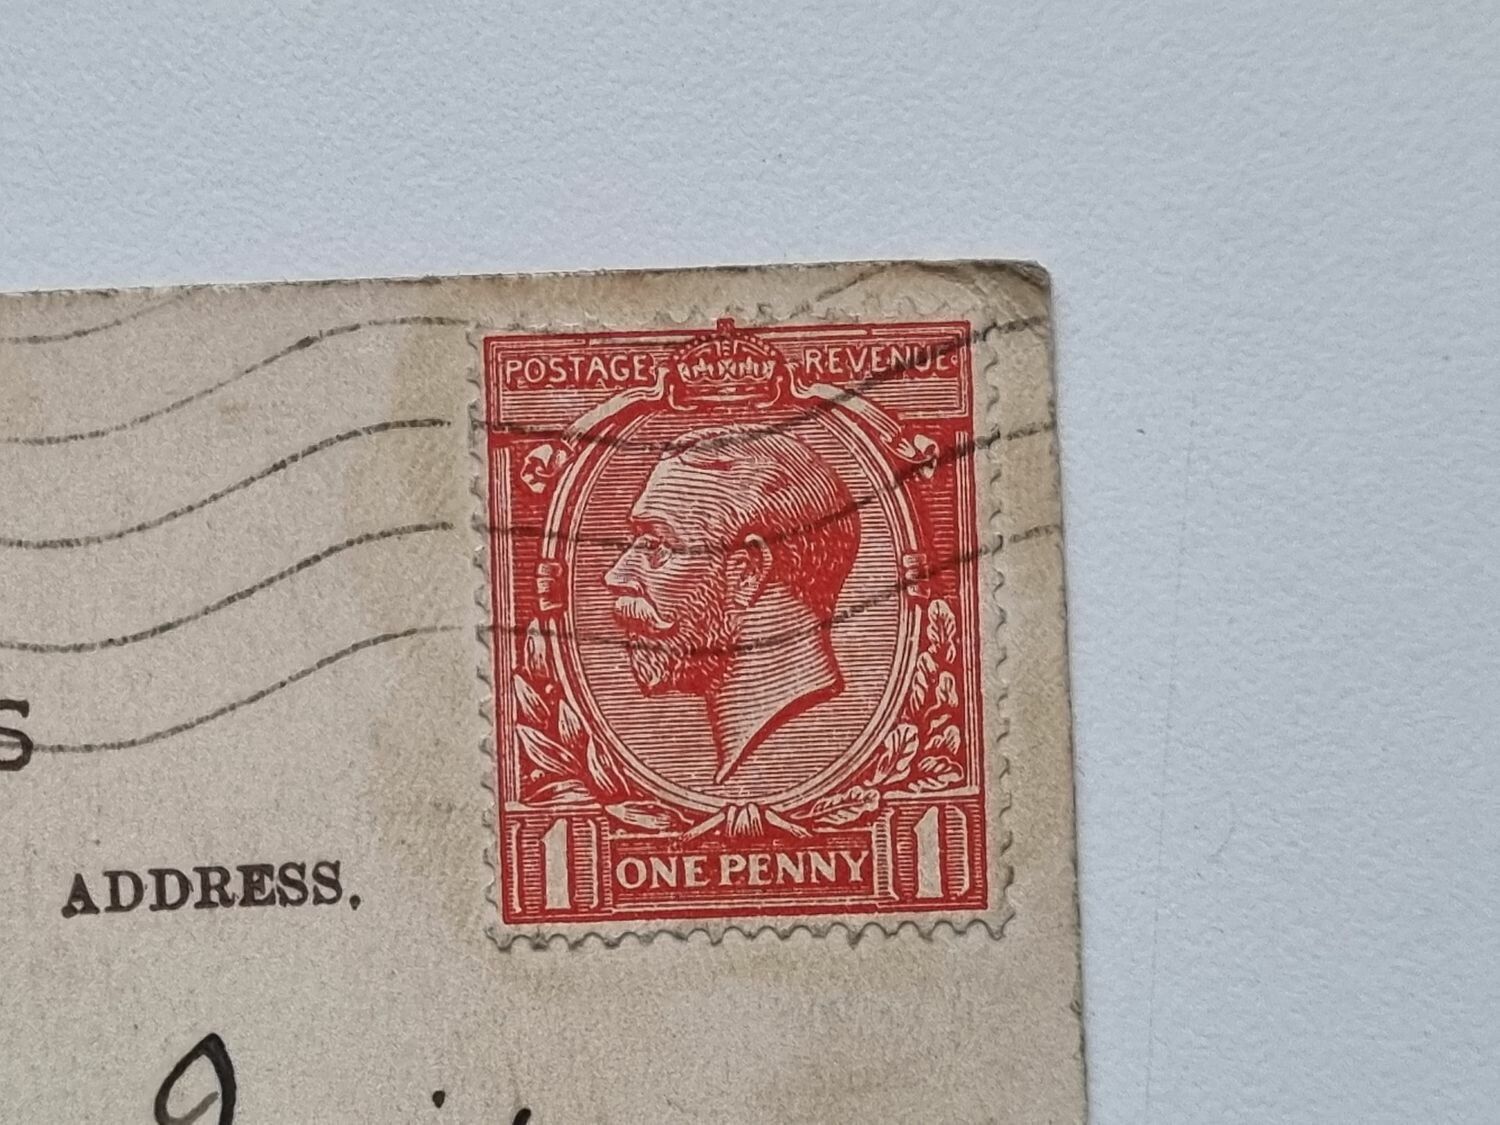 POSTAGE REVENUE
S
ADDRESS.
1 ONE PENNY 1